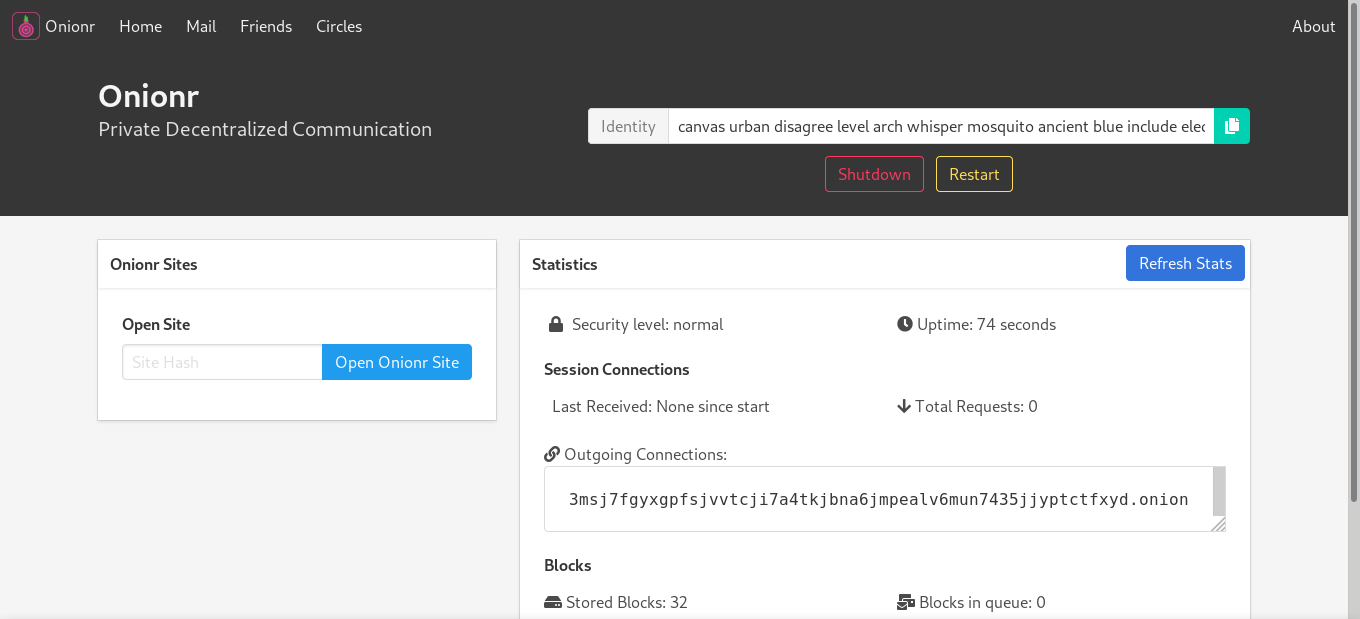 Onionr Home Mail Friends Circles About
Onionr
Private Decentralized Communication
Identity canvas urban disagree level arch whisper mosquito ancient blue include elec
Shutdown Restart
Onionr Sites
Open Site
Site Hash Open Onionr Site
Statistics Refresh Stats
Security level: normal Uptime: 74 seconds
Session Connections
Last Received: None since start Total Requests: 0
Outgoing Connections:
3msj7fgyxgpfsjvvtcji7a4tkjbna6jmpealv6mun7435jjyptctfxyd.onion
Blocks
Stored Blocks: 32 Blocks in queue: 0